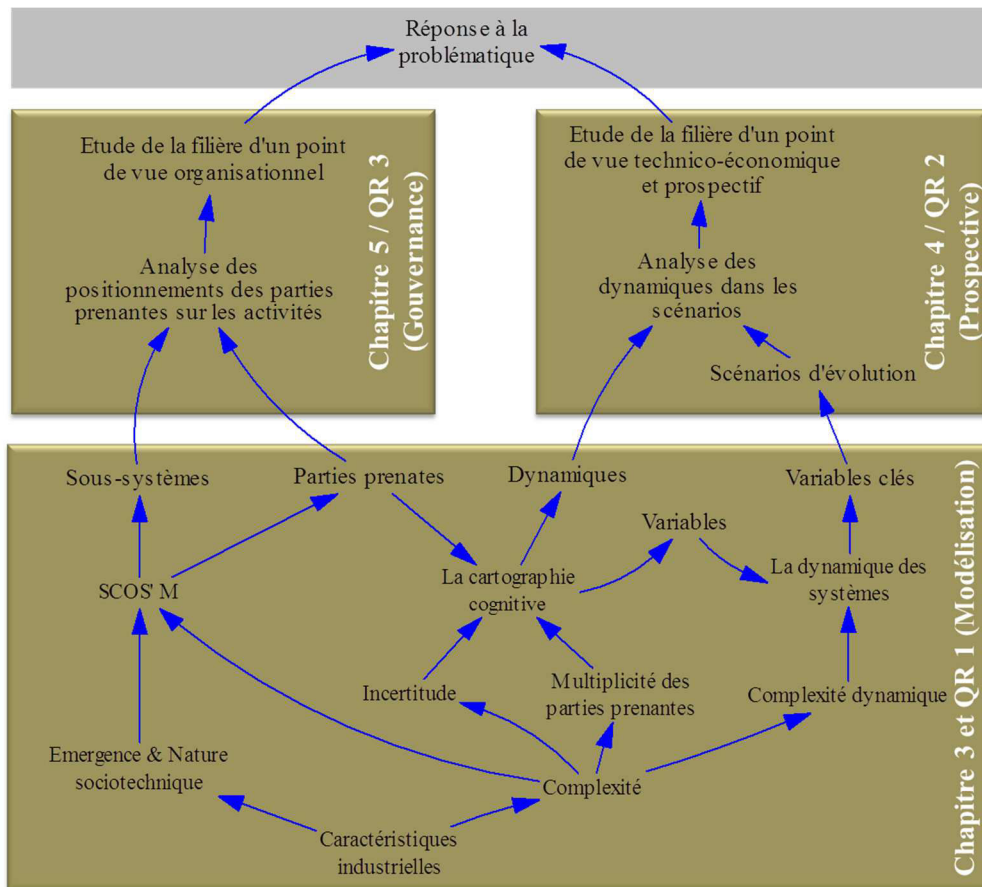 Réponse à la
problématique
Etude de la filière d'un point
de vue organisationnel
Analyse des
positionnements des parties
prenantes sur les activités
Chapitre 5 / QR 3
(Gouvernance)
Etude de la filière d'un point
de vue technico-économique
et prospectif
Analyse des
dynamiques dans les
scénarios
Scénarios d'évolution
Chapitre 4 / QR 2
(Prospective)
Sous-systèmes
Parties prenates
Dynamiques
Variables clés
Variables
SCOS' M
La cartographie
cognitive
La dynamique des
systèmes
Incertitude
Multiplicité des
parties prenantes
Complexité dynamique
Emergence & Nature
sociotechnique
Complexité
Caractéristiques
industrielles
Chapitre 3 et QR 1 (Modélisation)